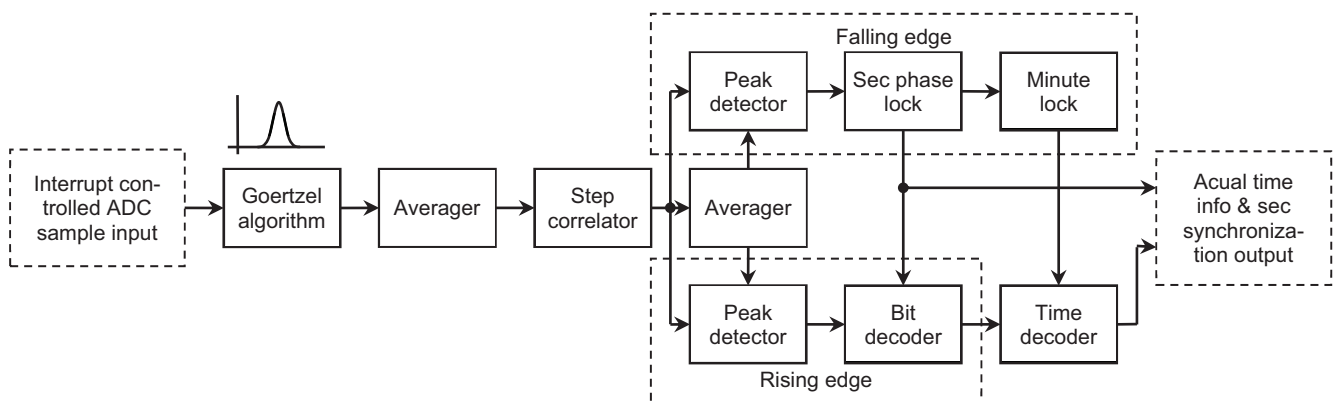 Falling edge
Peak
detector
Sec phase
lock
Minute
lock
Interrupt con-
trolled ADC
sample input
Goertzel
algorithm
Averager
Step
correlator
Averager
Acual time
info & sec
synchroniza-
tion output
Peak
detector
Bit
decoder
Time
decoder
Rising edge